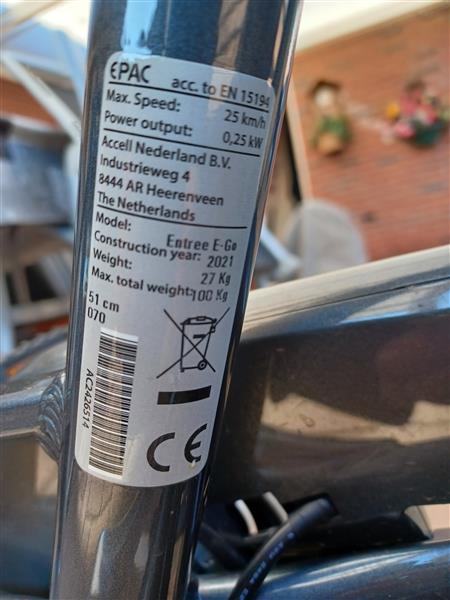 EPAC acc. to EN 15194
Max. Speed: 25 km/h
Power output: 0,25 kW
Accell Nederland B.V.
Industrieweg 4
8444 AR Heerenveen
The Netherlands
Model: Entree E-Go
Construction year: 2021
Weight: 27 Kg
Max. total weight: 100 Kg
51 cm
070
AC2426514
CE